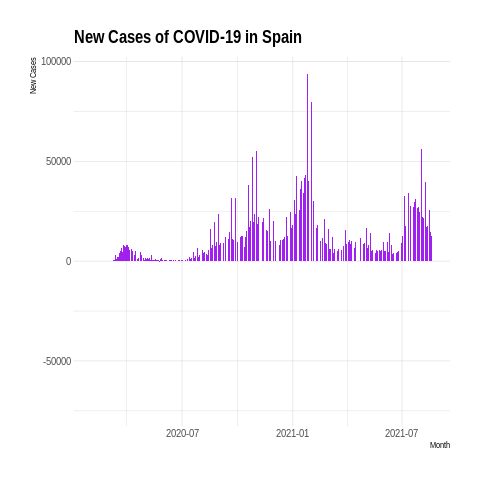 New Cases of COVID-19 in Spain
New Cases
100000
50000
0
-50000
2020-07 2021-01 2021-07
Month